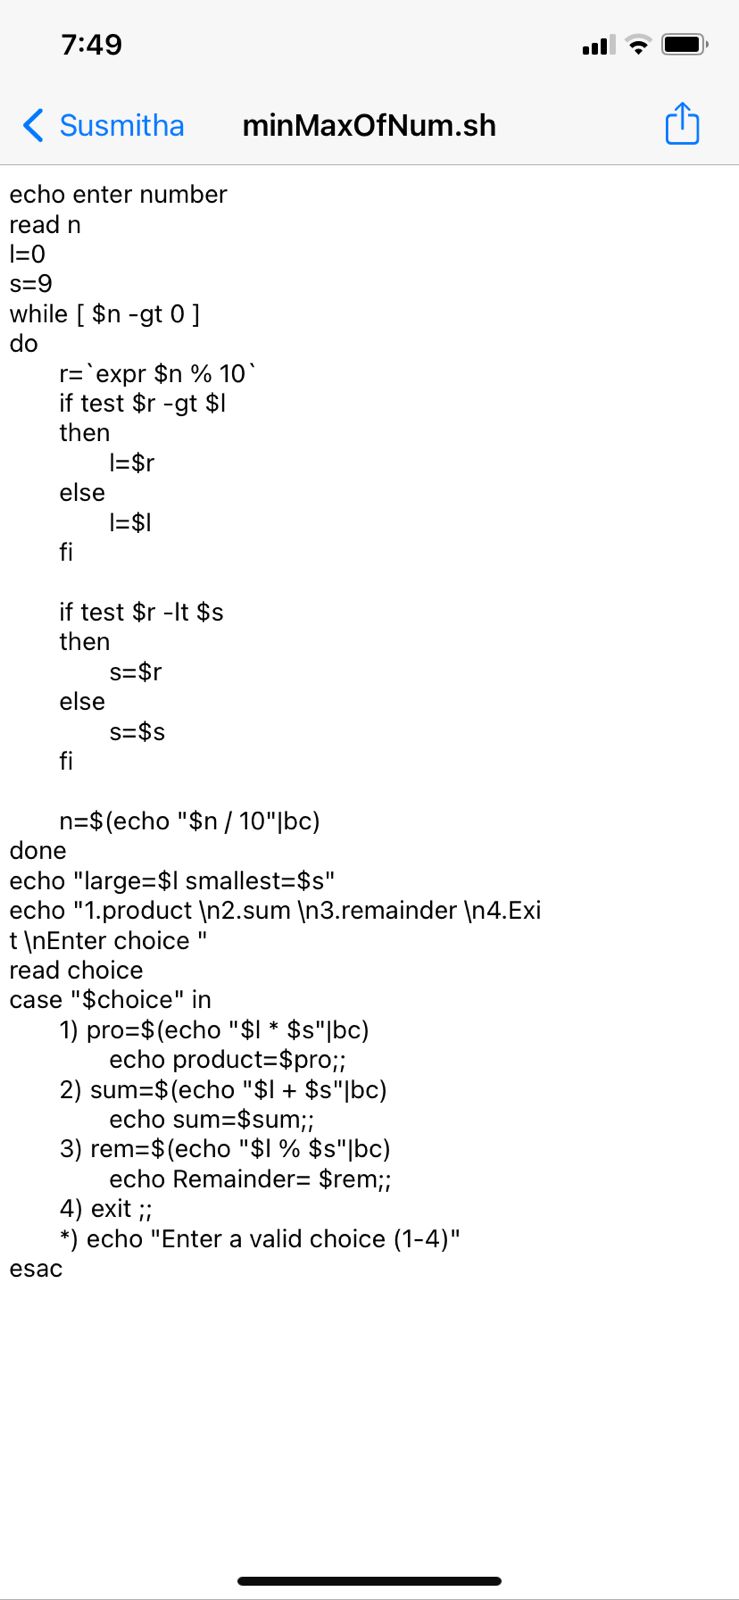 7:49
Susmitha
minMaxOfNum.sh
echo enter number
read n
l=0
s=9
while [ $n -gt 0 ]
do
r=`expr $n % 10`
if test $r -gt $l
then
l=$r
else
l=$l
fi
if test $r -lt $s
then
s=$r
else
s=$s
fi
n=$(echo "$n / 10"|bc)
done
echo "large=$l smallest=$s"
echo "1.product \n2.sum \n3.remainder \n4.Exi
t \nEnter choice "
read choice
case "$choice" in
1) pro=$(echo "$l * $s"|bc)
echo product=$pro;;
2) sum=$(echo "$l + $s"|bc)
echo sum=$sum;;
3) rem=$(echo "$l % $s"|bc)
echo Remainder= $rem;;
4) exit ;;
*) echo "Enter a valid choice (1-4)"
esac